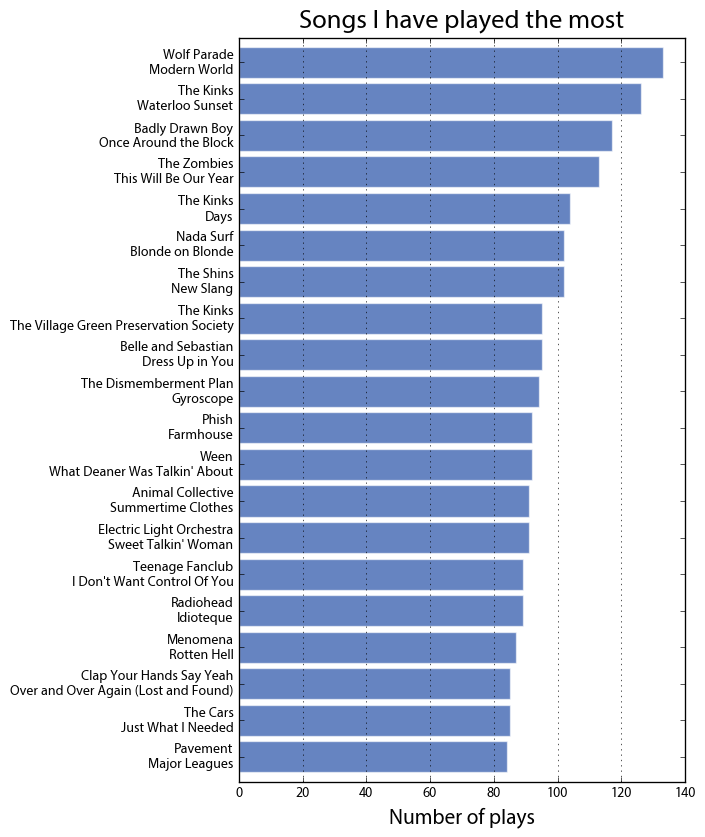 Songs I have played the most
Wolf Parade
Modern World
The Kinks
Waterloo Sunset
Badly Drawn Boy
Once Around the Block
The Zombies
This Will Be Our Year
The Kinks
Days
Nada Surf
Blonde on Blonde
The Shins
New Slang
The Kinks
The Village Green Preservation Society
Belle and Sebastian
Dress Up in You
The Dismemberment Plan
Gyroscope
Phish
Farmhouse
Ween
What Deaner Was Talkin' About
Animal Collective
Summertime Clothes
Electric Light Orchestra
Sweet Talkin' Woman
Teenage Fanclub
I Don't Want Control Of You
Radiohead
Idioteque
Menomena
Rotten Hell
Clap Your Hands Say Yeah
Over and Over Again (Lost and Found)
The Cars
Just What I Needed
Pavement
Major Leagues
0 20 40 60 80 100 120 140
Number of plays